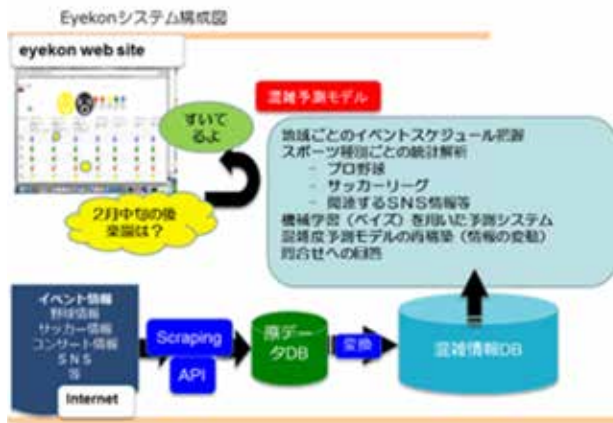 Eyekonシステム構成図
eyekon web site
すいて
るよ
2月中旬の後
楽園は？
混雑予測モデル
地域ごとのイベントスケジュール把握
スポーツ種別ごとの統計解析
- プロ野球
- サッカーリーグ
- 関連するSNS情報等
機械学習（ベイズ）を用いた予測システム
混雑度予測モデルの再構築（情報の変動）
問合せへの回答
イベント情報
野球情報
サッカー情報
コンサート情報
SNS
等
Internet
Scraping
API
原デー
タDB
変換
混雑情報DB